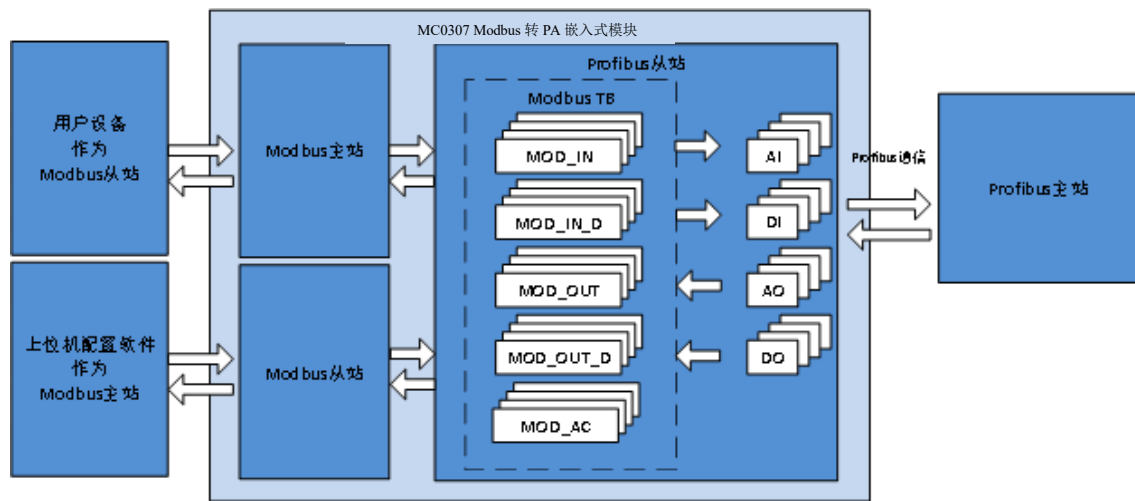 MC0307 Modbus 转 PA 嵌入式模块
用户设备
作为
Modbus从站
上位机配置软件
作为
Modbus主站
Modbus主站
Modbus从站
Profibus从站
Modbus TB
MOD_IN
MOD_IN_D
MOD_OUT
MOD_OUT_D
MOD_AC
AI
DI
AO
DO
Profibus通信
Profibus主站